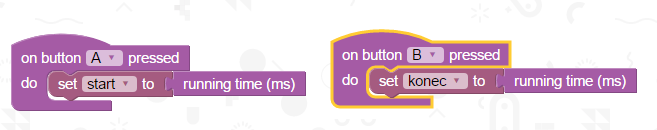 on button A pressed
do set start to running time (ms)
on button B pressed
do set konec to running time (ms)